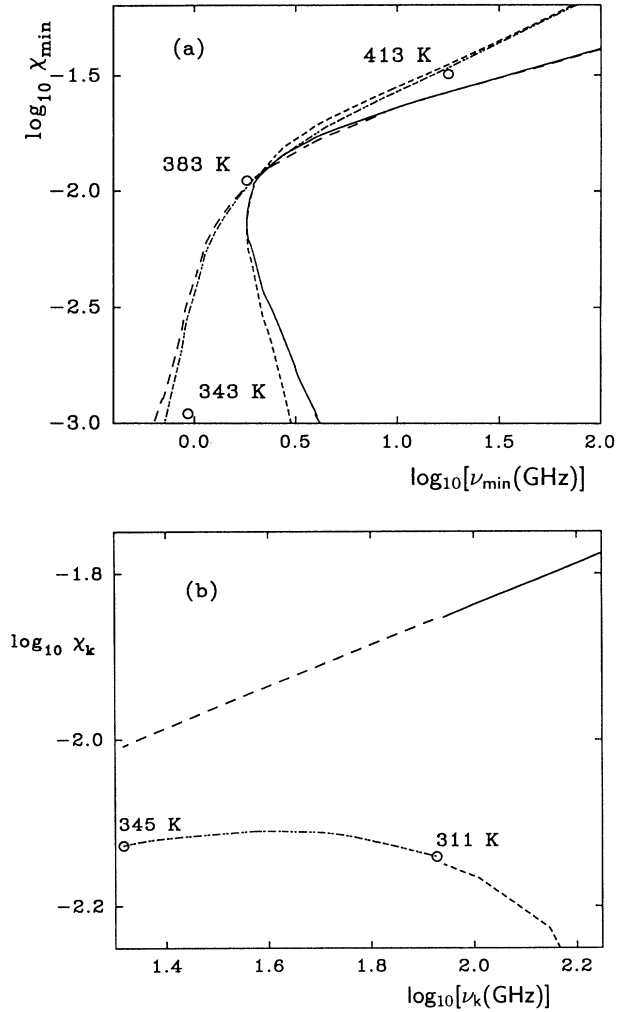 (a)
413 K
log₁₀ χmin
−1.5
383 K
−2.0
−2.5
343 K
−3.0
0.0 0.5 1.0 1.5 2.0
log₁₀[νmin(GHz)]
−1.8
(b)
log₁₀ χk
−2.0
345 K
311 K
−2.2
1.4 1.6 1.8 2.0 2.2
log₁₀[νk(GHz)]